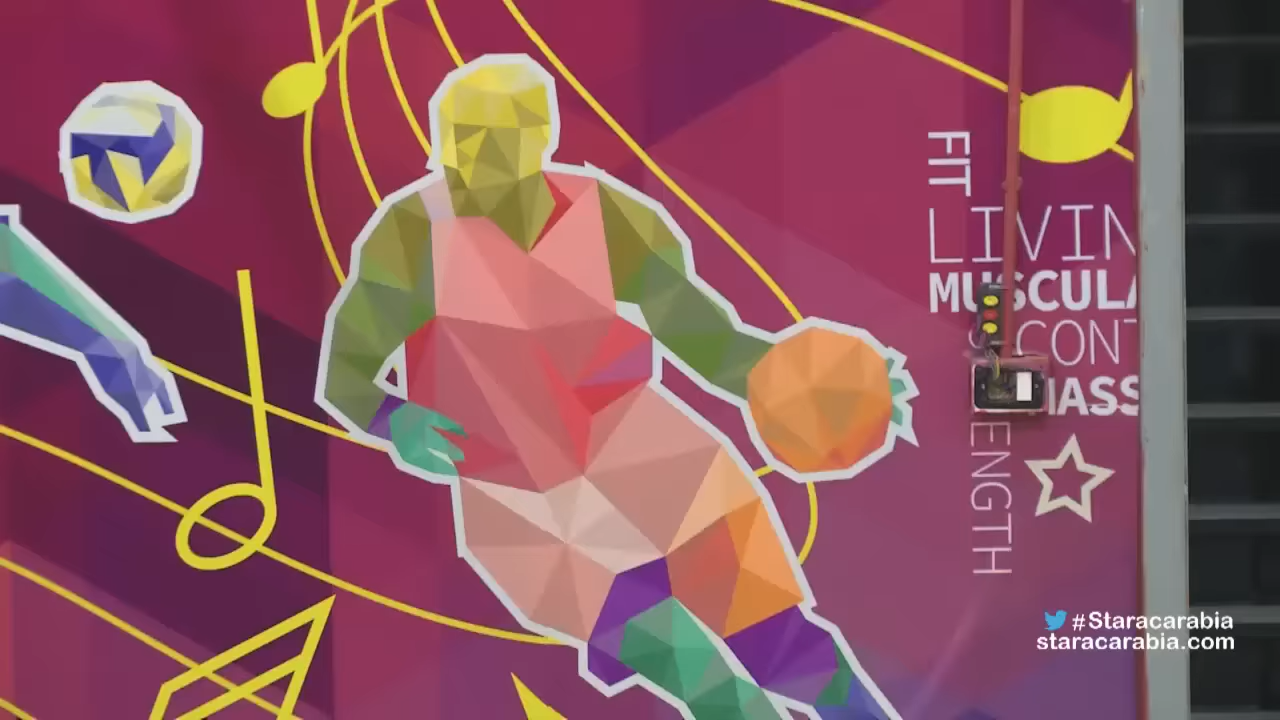 FIT
LIVIN
MUSCULA
CONT
MASS
ENGTH
#Staracarabia
staracarabia.com